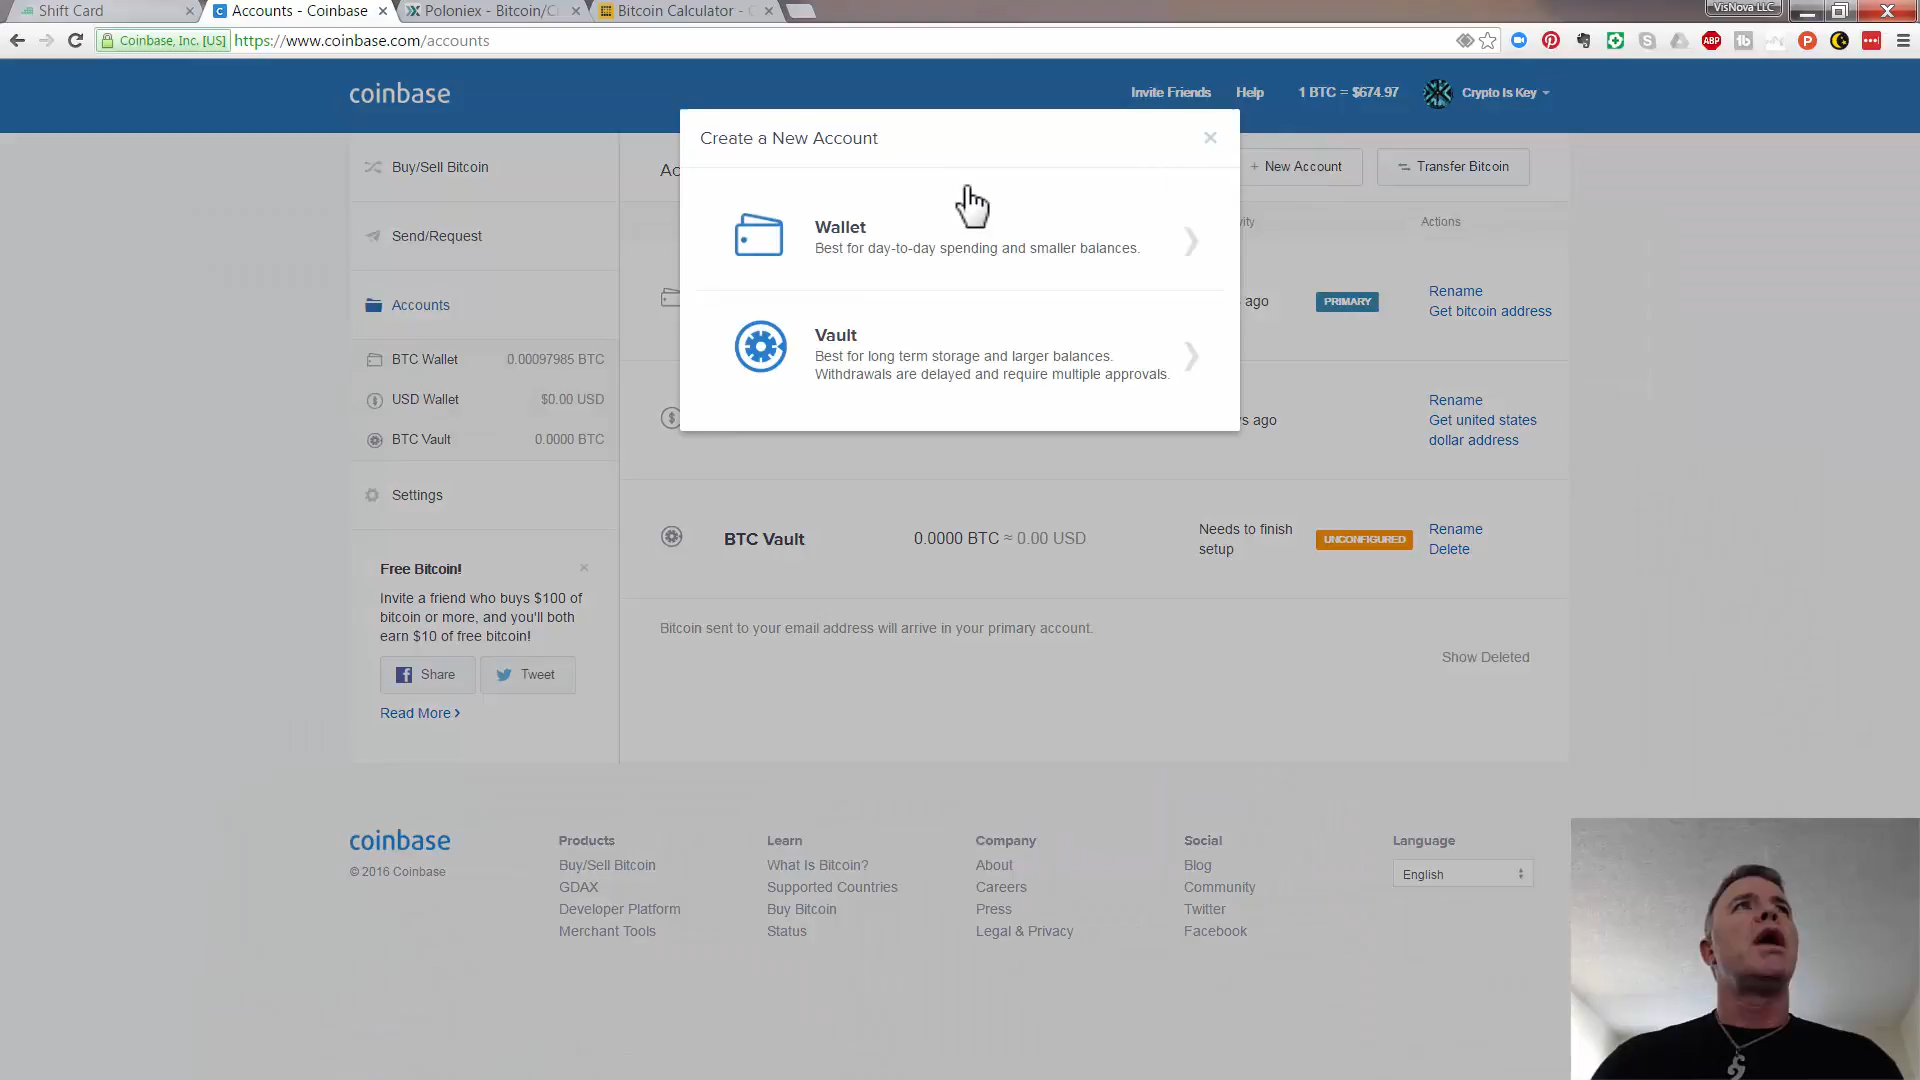 Shift Card
Accounts - Coinbase
Poloniex - Bitcoin/C
Bitcoin Calculator -
VisNova LLC
Coinbase, Inc. [US]
https://www.coinbase.com/accounts
ABP
coinbase
Invite Friends
Help
1 BTC = $674.97
Crypto Is Key
Create a New Account
Wallet
Best for day-to-day spending and smaller balances.
Vault
Best for long term storage and larger balances.
Withdrawals are delayed and require multiple approvals.
Buy/Sell Bitcoin
Send/Request
Accounts
BTC Wallet 0.00097985 BTC
USD Wallet $0.00 USD
BTC Vault 0.0000 BTC
Settings
Free Bitcoin!
Invite a friend who buys $100 of
bitcoin or more, and you'll both
earn $10 of free bitcoin!
Share
Tweet
Read More
Ac
+ New Account
Transfer Bitcoin
ivity
Actions
ago
PRIMARY
Rename
Get bitcoin address
s ago
Rename
Get united states
dollar address
BTC Vault
0.0000 BTC ≈ 0.00 USD
Needs to finish
setup
UNCONFIGURED
Rename
Delete
Bitcoin sent to your email address will arrive in your primary account.
Show Deleted
coinbase
© 2016 Coinbase
Products
Buy/Sell Bitcoin
GDAX
Developer Platform
Merchant Tools
Learn
What Is Bitcoin?
Supported Countries
Buy Bitcoin
Status
Company
About
Careers
Press
Legal & Privacy
Social
Blog
Community
Twitter
Facebook
Language
English